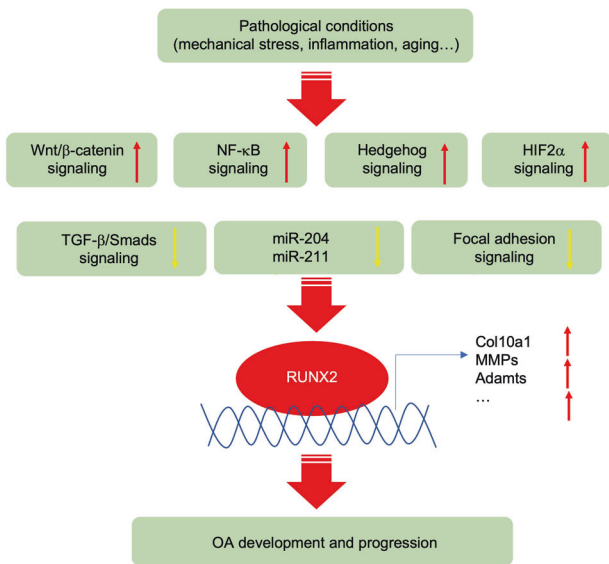 Pathological conditions
(mechanical stress, inflammation, aging…)
Wnt/β-catenin
signaling
NF-κB
signaling
Hedgehog
signaling
HIF2α
signaling
TGF-β/Smads
signaling
miR-204
miR-211
Focal adhesion
signaling
RUNX2
Col10a1
MMPs
Adamts
…
OA development and progression